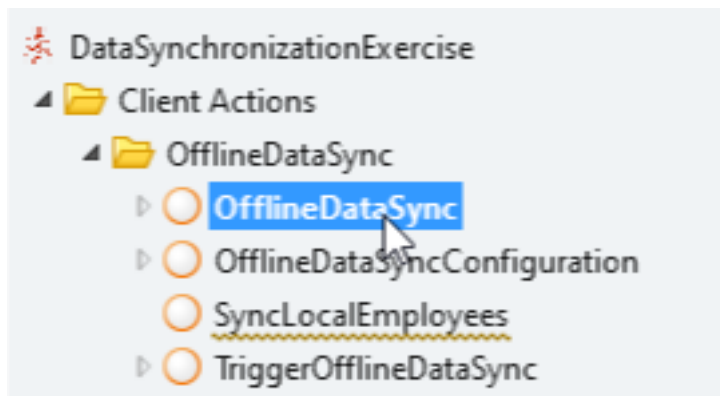 DataSynchronizationExercise
Client Actions
OfflineDataSync
OfflineDataSync
OfflineDataSyncConfiguration
SyncLocalEmployees
TriggerOfflineDataSync